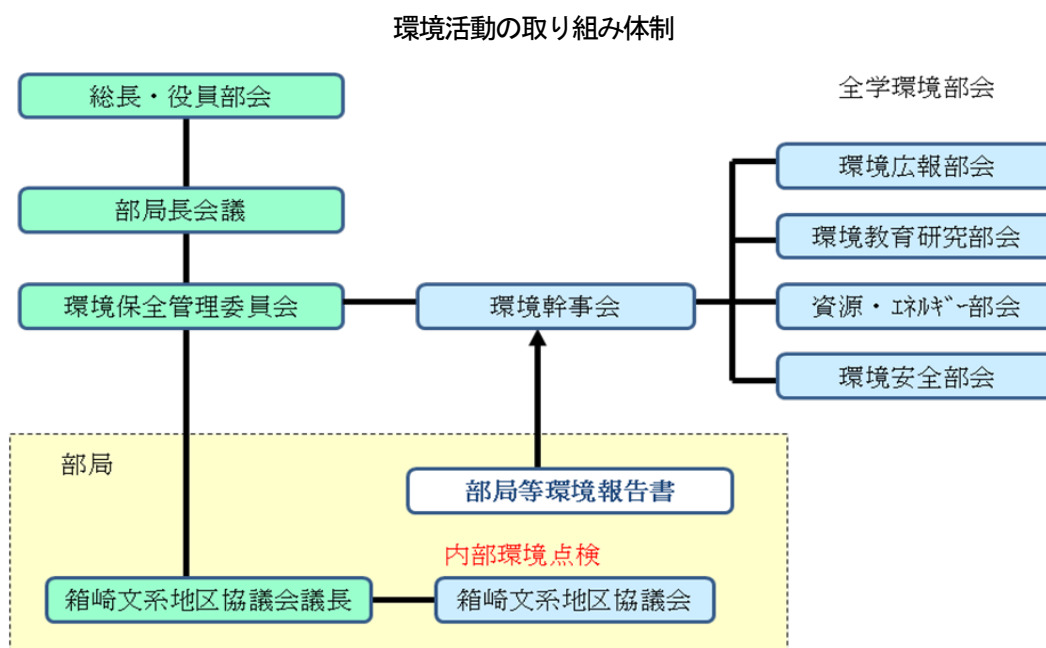 環境活動の取り組み体制
総長・役員部会
全学環境部会
環境広報部会
部局長会議
環境教育研究部会
環境保全管理委員会
環境幹事会
資源・ｴﾈﾙｷﾞｰ部会
環境安全部会
部局
部局等環境報告書
内部環境点検
箱崎文系地区協議会議長
箱崎文系地区協議会